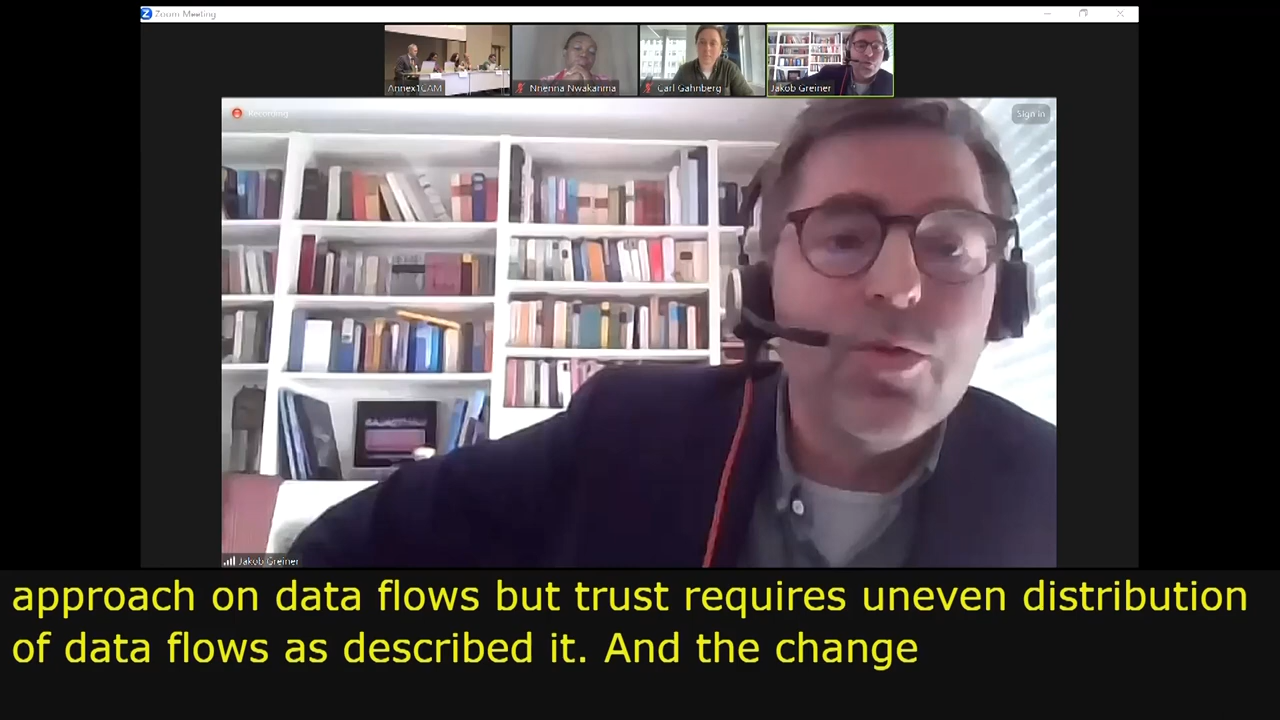 Zoom Meeting
Annex1CAM
Nnenna Nwakanma
Carl Gahnberg
Jakob Greiner
Recording
Sign in
Jakob Greiner
approach on data flows but trust requires uneven distribution
of data flows as described it. And the change